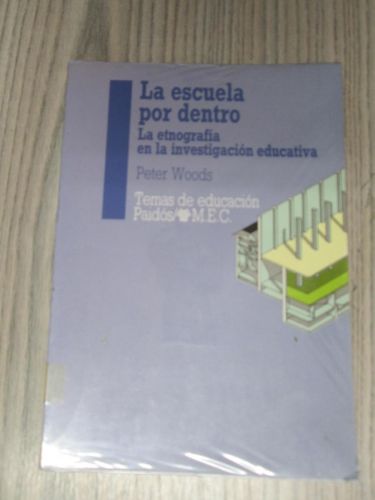 La escuela
por dentro
La etnografía
en la investigación educativa
Peter Woods
Temas de educación
Paidós/M.E.C.